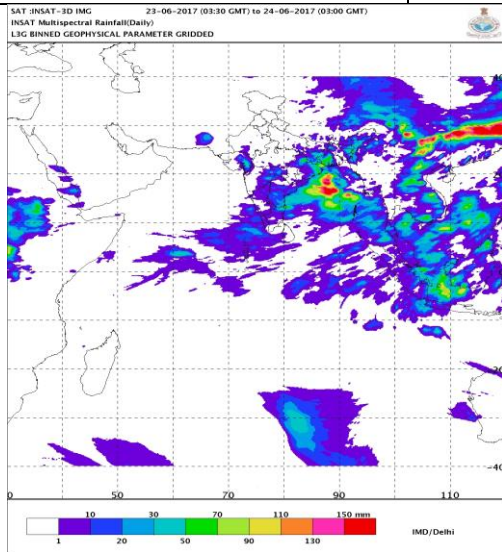 SAT :INSAT-3D IMG 23-06-2017 (03:30 GMT) to 24-06-2017 (03:00 GMT)
INSAT Multispectral Rainfall(Daily)
L3G BINNED GEOPHYSICAL PARAMETER GRIDDED
0 50 70 90 110
10 30 70 110 150 mm
1 20 50 90 130
IMD/Delhi